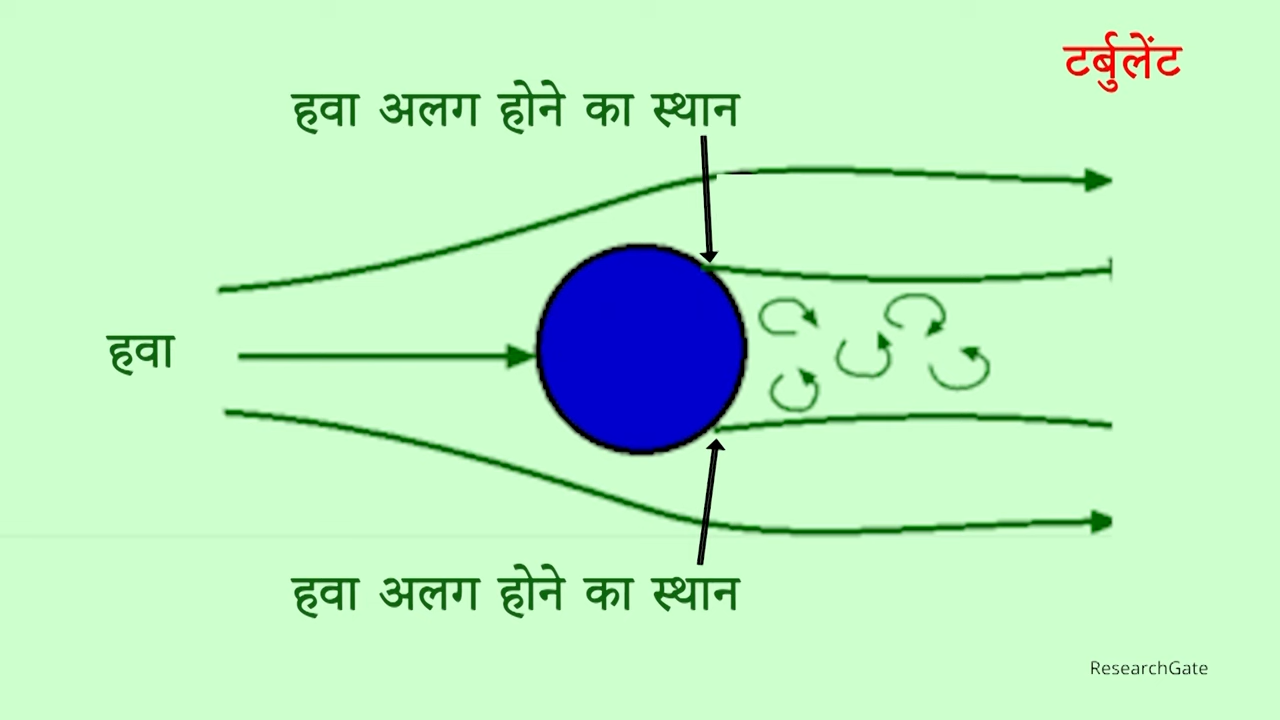 टर्बुलेंट
हवा अलग होने का स्थान
हवा
हवा अलग होने का स्थान
ResearchGate